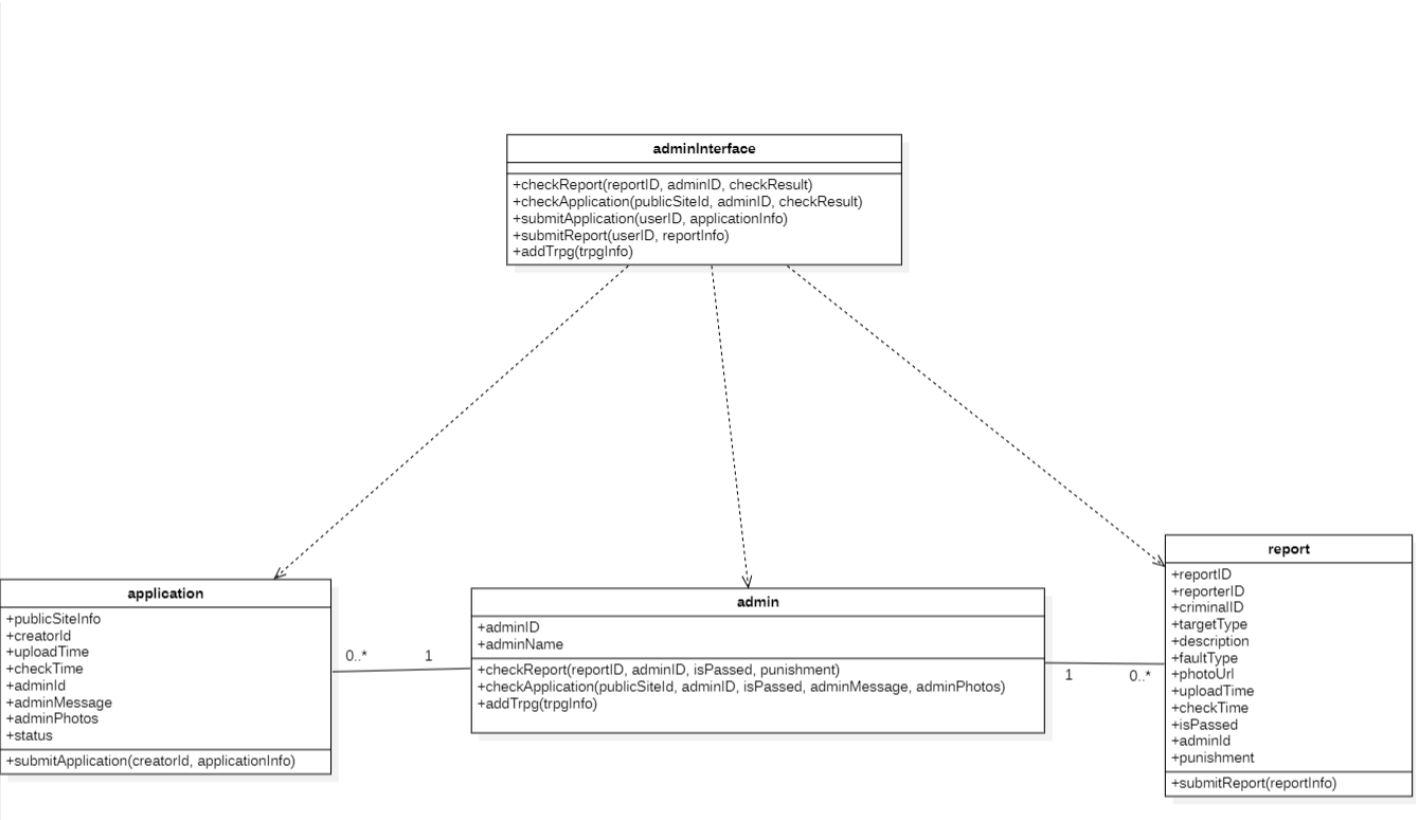 adminInterface
+checkReport(reportID, adminID, checkResult)
+checkApplication(publicSiteId, adminID, checkResult)
+submitApplication(userID, applicationInfo)
+submitReport(userID, reportInfo)
+addTrpg(trpgInfo)
application
+publicSiteInfo
+creatorId
+uploadTime
+checkTime
+adminId
+adminMessage
+adminPhotos
+status
+submitApplication(creatorId, applicationInfo)
0..*
1
admin
+adminID
+adminName
+checkReport(reportID, adminID, isPassed, punishment)
+checkApplication(publicSiteId, adminID, isPassed, adminMessage, adminPhotos)
+addTrpg(trpgInfo)
1
0..*
report
+reportID
+reporterID
+criminalID
+targetType
+description
+faultType
+photoUrl
+uploadTime
+checkTime
+isPassed
+adminId
+punishment
+submitReport(reportInfo)